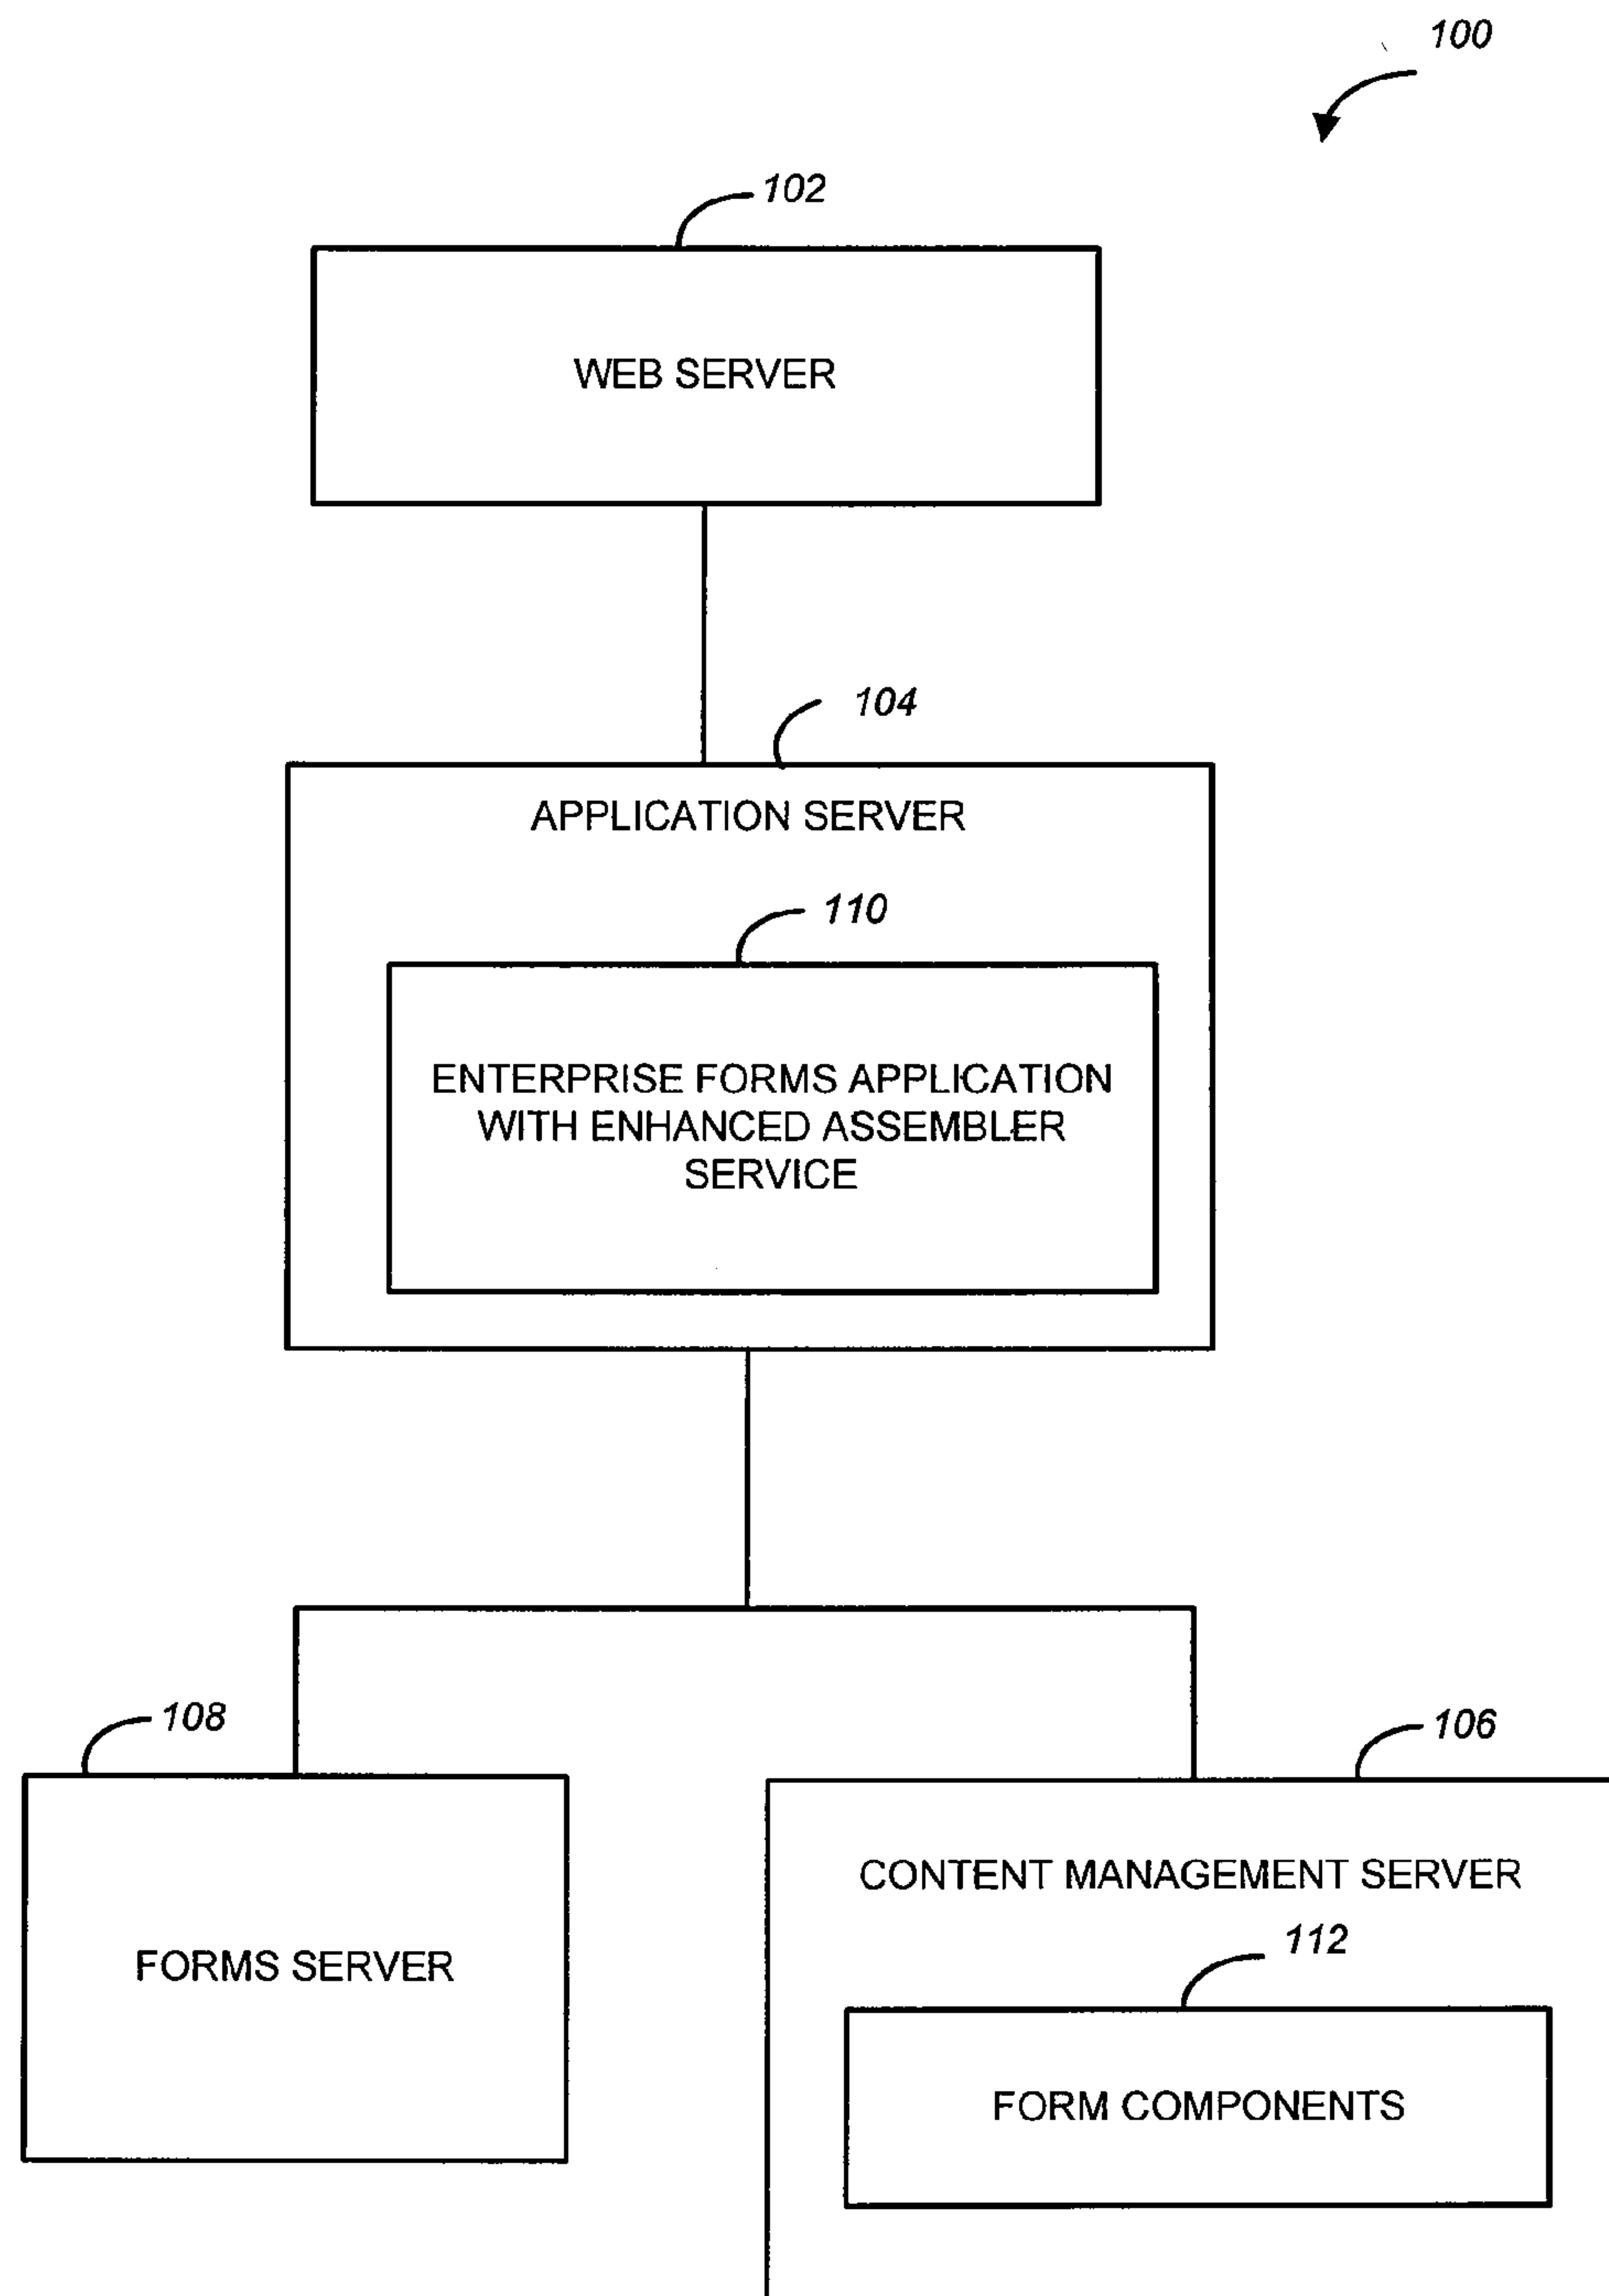 100
102
WEB SERVER
104
APPLICATION SERVER
110
ENTERPRISE FORMS APPLICATION
WITH ENHANCED ASSEMBLER
SERVICE
108
106
FORMS SERVER
CONTENT MANAGEMENT SERVER
112
FORM COMPONENTS